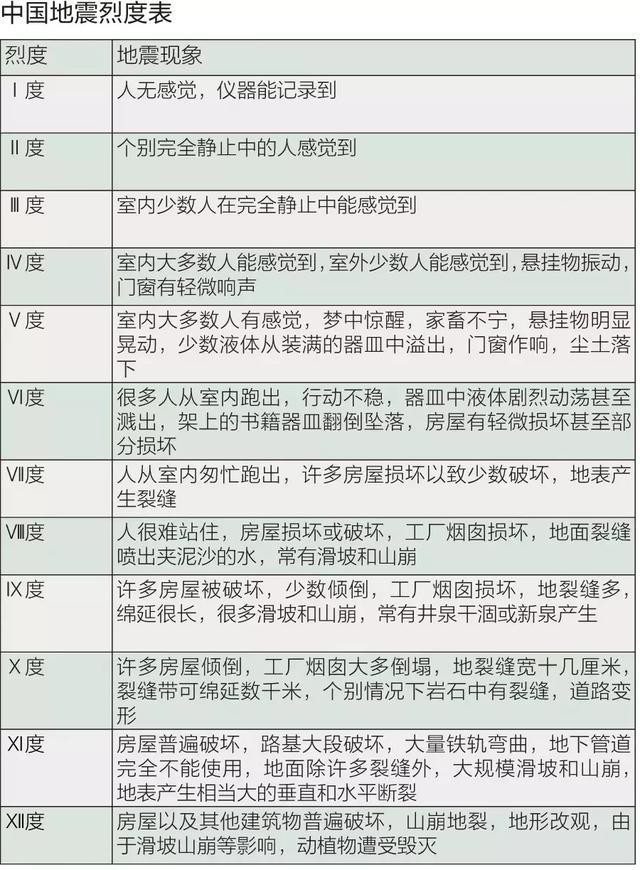 中国地震烈度表
烈度 地震现象
Ⅰ度 人无感觉，仪器能记录到
Ⅱ度 个别完全静止中的人感觉到
Ⅲ度 室内少数人在完全静止中能感觉到
Ⅳ度 室内大多数人能感觉到，室外少数人能感觉到，悬挂物振动，
门窗有轻微响声
Ⅴ度 室内大多数人有感觉，梦中惊醒，家畜不宁，悬挂物明显
晃动，少数液体从装满的器皿中溢出，门窗作响，尘土落
下
Ⅵ度 很多人从室内跑出，行动不稳，器皿中液体剧烈动荡甚至
溅出，架上的书籍器皿翻倒坠落，房屋有轻微损坏甚至部
分损坏
Ⅶ度 人从室内匆忙跑出，许多房屋损坏以致少数破坏，地表产
生裂缝
Ⅷ度 人很难站住，房屋损坏或破坏，工厂烟囱损坏，地面裂缝
喷出夹泥沙的水，常有滑坡和山崩
Ⅸ度 许多房屋被破坏，少数倾倒，工厂烟囱损坏，地裂缝多，
绵延很长，很多滑坡和山崩，常有井泉干涸或新泉产生
Ⅹ度 许多房屋倾倒，工厂烟囱大多倒塌，地裂缝宽十几厘米，
裂缝带可绵延数千米，个别情况下岩石中有裂缝，道路变
形
Ⅺ度 房屋普遍破坏，路基大段破坏，大量铁轨弯曲，地下管道
完全不能使用，地面除许多裂缝外，大规模滑坡和山崩，
地表产生相当大的垂直和水平断裂
Ⅻ度 房屋以及其他建筑物普遍破坏，山崩地裂，地形改观，由
于滑坡山崩等影响，动植物遭受毁灭